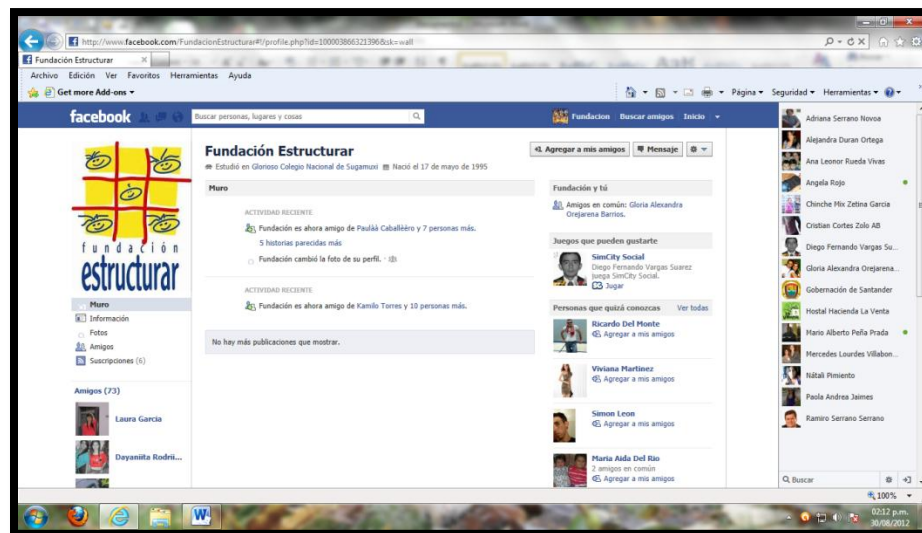 http://www.facebook.com/FundacionEstructurar#!/profile.php?id=100003866321396&sk=wall
Fundación Estructurar
Archivo Edición Ver Favoritos Herramientas Ayuda
Get more Add-ons
Página Seguridad Herramientas
facebook
Buscar personas, lugares y cosas
Fundacion Buscar amigos Inicio
fundación
estructurar
Muro
Información
Fotos
Amigos
Suscripciones (6)
Amigos (73)
Laura Garcia
Dayaniita Rodrii...
Fundación Estructurar
Estudió en Glorioso Colegio Nacional de Sugamuxi Nació el 17 de mayo de 1995
Agregar a mis amigos Mensaje
Muro
ACTIVIDAD RECIENTE
Fundación es ahora amigo de Paulàà Caballèèro y 7 personas más.
5 historias parecidas más
Fundación cambió la foto de su perfil.
ACTIVIDAD RECIENTE
Fundación es ahora amigo de Kamilo Torres y 10 personas más.
No hay más publicaciones que mostrar.
Fundación y tú
Amigos en común: Gloria Alexandra
Orejarena Barrios.
Juegos que pueden gustarte
SimCity Social
Diego Fernando Vargas Suarez
juega SimCity Social.
Jugar
Personas que quizá conozcas Ver todas
Ricardo Del Monte
Agregar a mis amigos
Viviana Martinez
Agregar a mis amigos
Simon Leon
Agregar a mis amigos
Maria Aida Del Rio
2 amigos en común
Agregar a mis amigos
Adriana Serrano Novoa
Alejandra Duran Ortega
Ana Leonor Rueda Vivas
Angela Rojo
Chinche Mix Zetina Garcia
Cristian Cortes Zolo AB
Diego Fernando Vargas Su...
Gloria Alexandra Orejarena...
Gobernación de Santander
Hostal Hacienda La Venta
Mario Alberto Peña Prada
Mercedes Lourdes Villabon...
Nátali Pimiento
Paola Andrea Jaimes
Ramiro Serrano Serrano
Buscar
100%
02:12 p.m.
30/08/2012